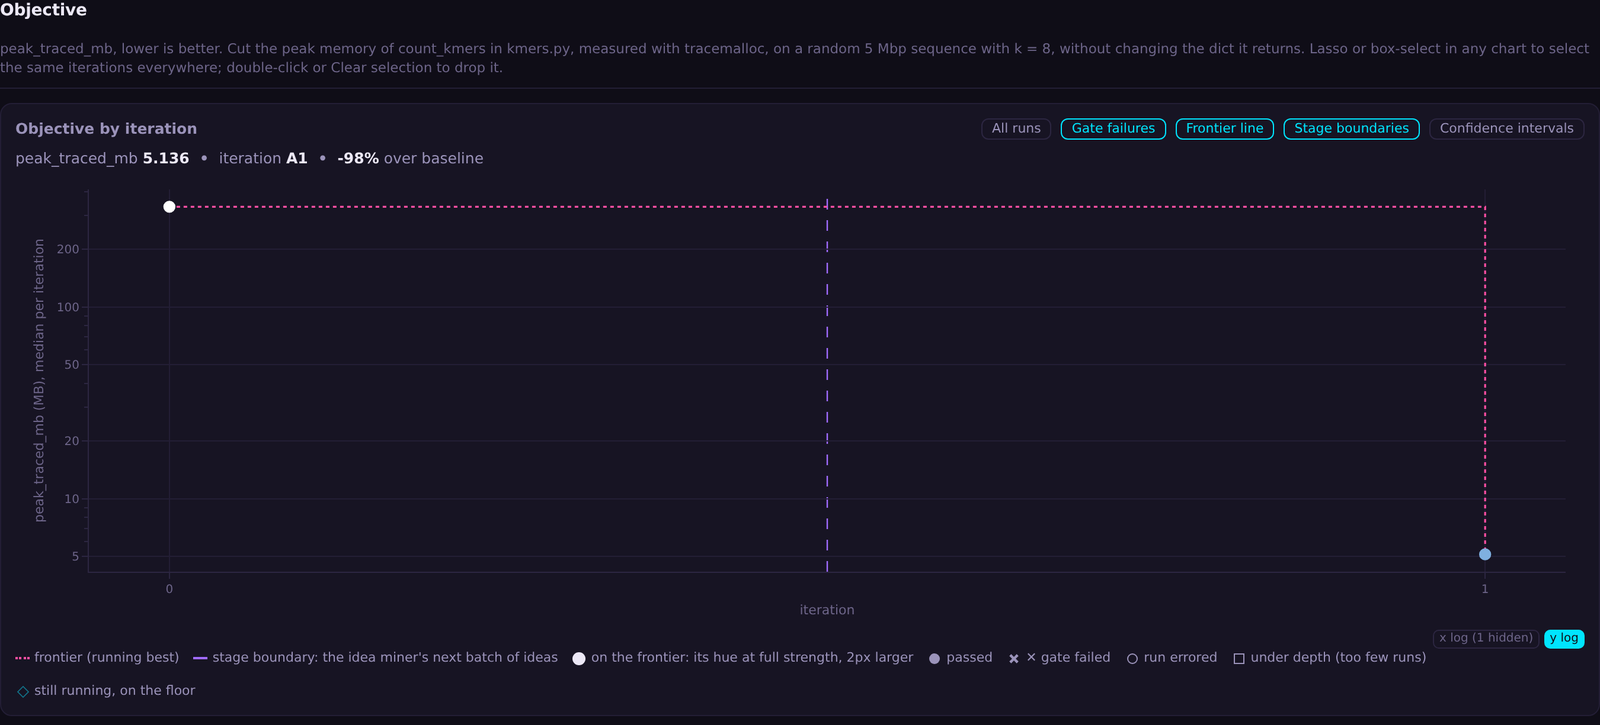 Objective
peak_traced_mb, lower is better. Cut the peak memory of count_kmers in kmers.py, measured with tracemalloc, on a random 5 Mbp sequence with k = 8, without changing the dict it returns. Lasso or box-select in any chart to select
the same iterations everywhere; double-click or Clear selection to drop it.
Objective by iteration
All runs
Gate failures
Frontier line
Stage boundaries
Confidence intervals
peak_traced_mb 5.136 • iteration A1 • -98% over baseline
peak_traced_mb (MB), median per iteration
200
100
50
20
10
5
0
1
iteration
x log (1 hidden)
y log
frontier (running best)
stage boundary: the idea miner's next batch of ideas
on the frontier: its hue at full strength, 2px larger
passed
× gate failed
run errored
under depth (too few runs)
still running, on the floor